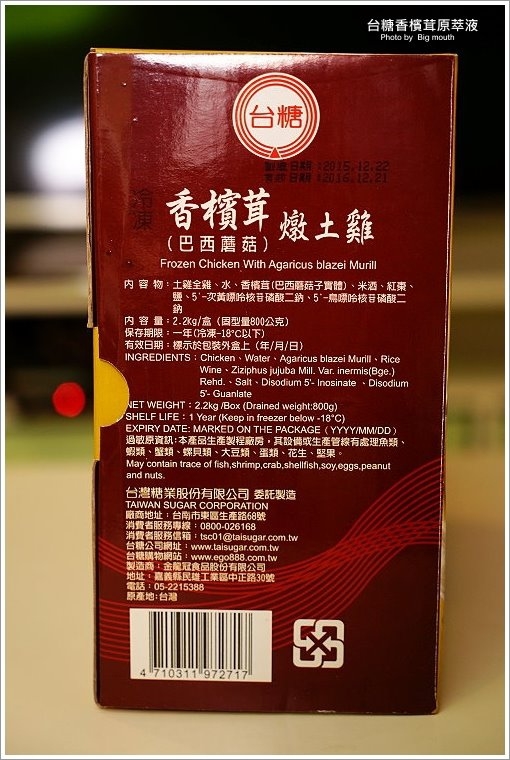 台糖香檳茸原萃液
Photo by Big mouth
台糖
製造日期:2015.12.22
有效日期:2016.12.21
冷凍
香檳茸
(巴西蘑菇)
燉土雞
Frozen Chicken With Agaricus blazei Murill
內 容 物:土雞全雞、水、香檳茸(巴西蘑菇子實體)、米酒、紅棗、
鹽、5'-次黃嘌呤核苷磷酸二鈉、5'-鳥嘌呤核苷磷酸二
鈉
內 容 量:2.2kg/盒(固型量800公克)
保存期限:一年(冷凍-18°C以下)
有效日期:標示於包裝外盒上(年/月/日)
INGREDIENTS:Chicken、Water、Agaricus blazei Murill、Rice
Wine、Ziziphus jujuba Mill. Var. inermis(Bge.)
Rehd.、Salt、Disodium 5'- Inosinate 、Disodium
5'- Guanlate
NET WEIGHT:2.2kg /Box (Drained weight:800g)
SHELF LIFE:1 Year (Keep in freezer below -18°C)
EXPIRY DATE: MARKED ON THE PACKAGE (YYYY/MM/DD)
過敏原資訊:本產品生產製程廠房,其設備或生產管線有處理魚類、
蝦類、蟹類、螺貝類、大豆類、蛋類、花生、堅果。
May contain trace of fish,shrimp,crab,shellfish,soy,eggs,peanut
and nuts.
台灣糖業股份有限公司 委託製造
TAIWAN SUGAR CORPORATION
廠商地址:台南市東區生產路68號
消費者服務專線:0800-026168
消費者服務信箱:tsc01@taisugar.com.tw
台糖公司網址:www.taisugar.com.tw
台糖購物網站:www.ego888.com.tw
製造商:金龍冠食品股份有限公司
地址:嘉義縣民雄工業區中正路30號
電話:05-2215388
原產地:台灣
4 710311 972717